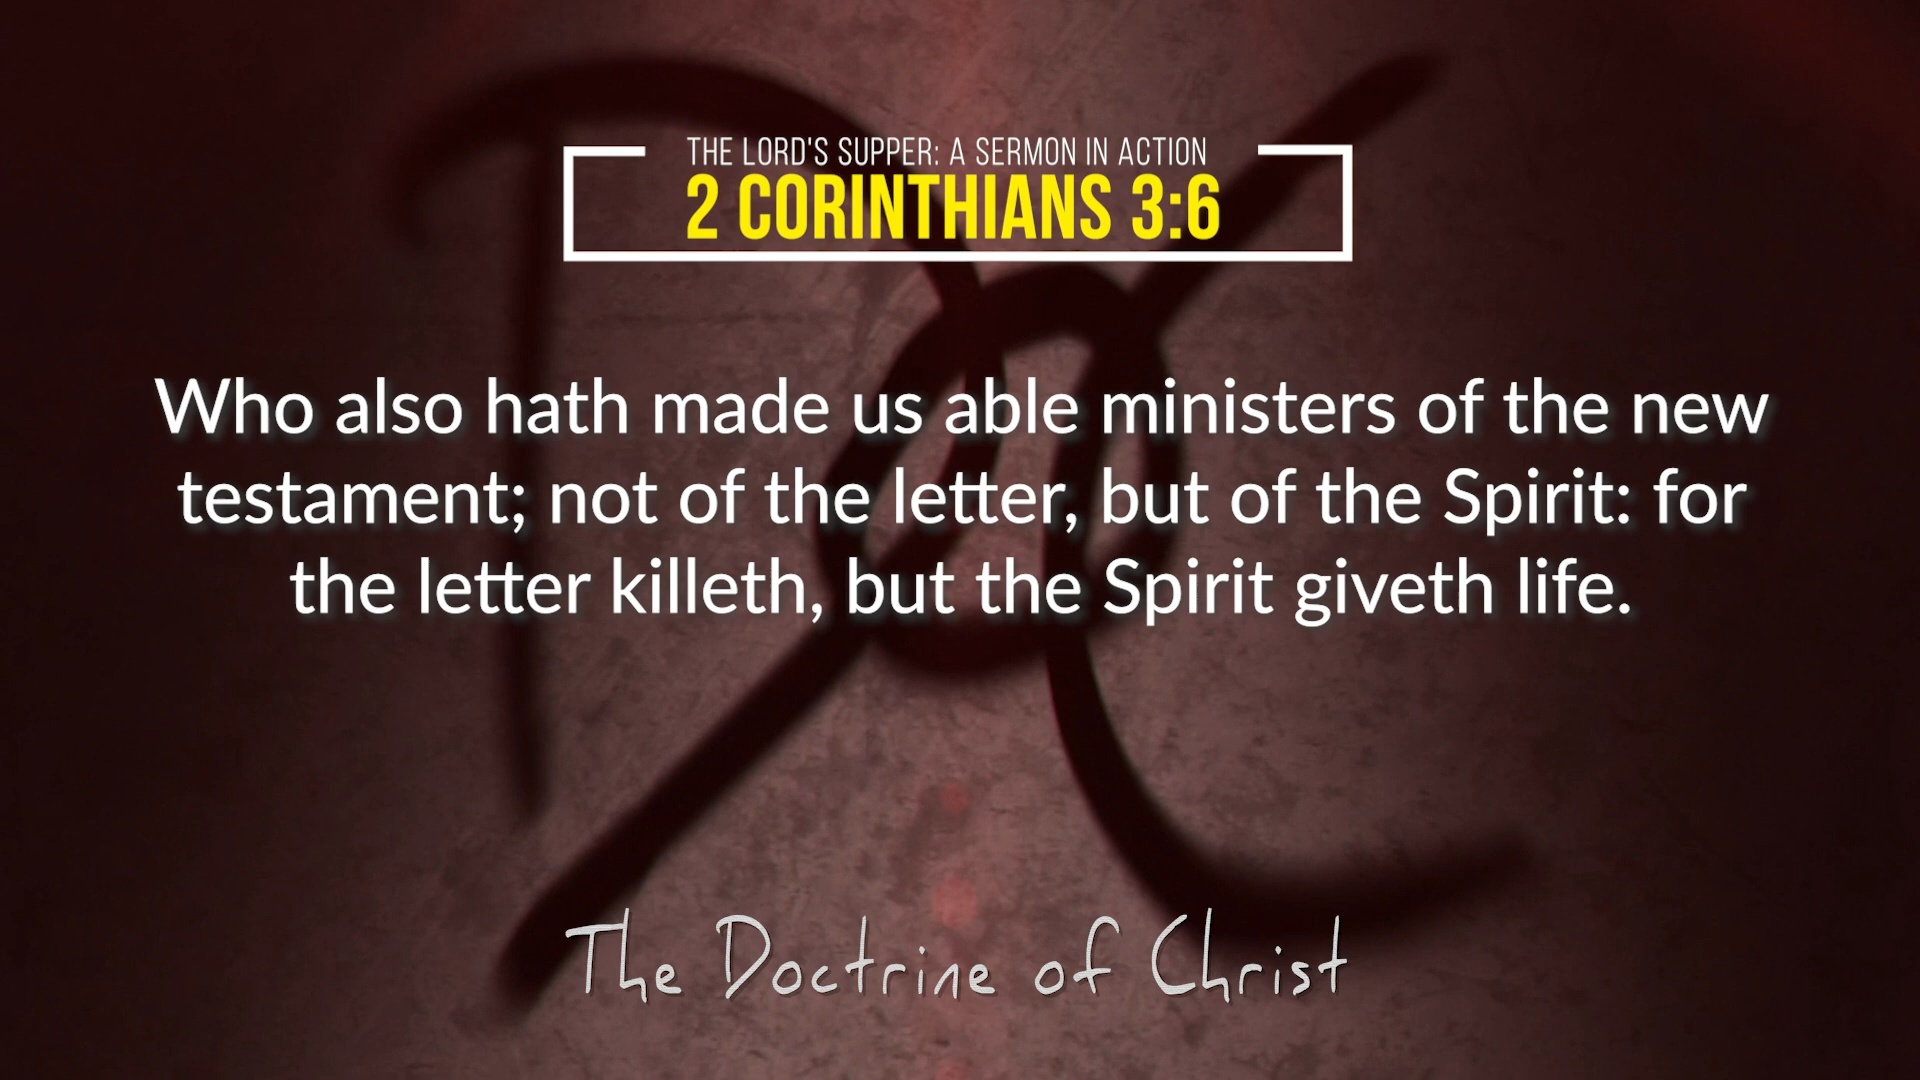 THE LORD'S SUPPER: A SERMON IN ACTION
2 CORINTHIANS 3:6
Who also hath made us able ministers of the new
testament; not of the letter, but of the Spirit: for
the letter killeth, but the Spirit giveth life.
The Doctrine of Christ